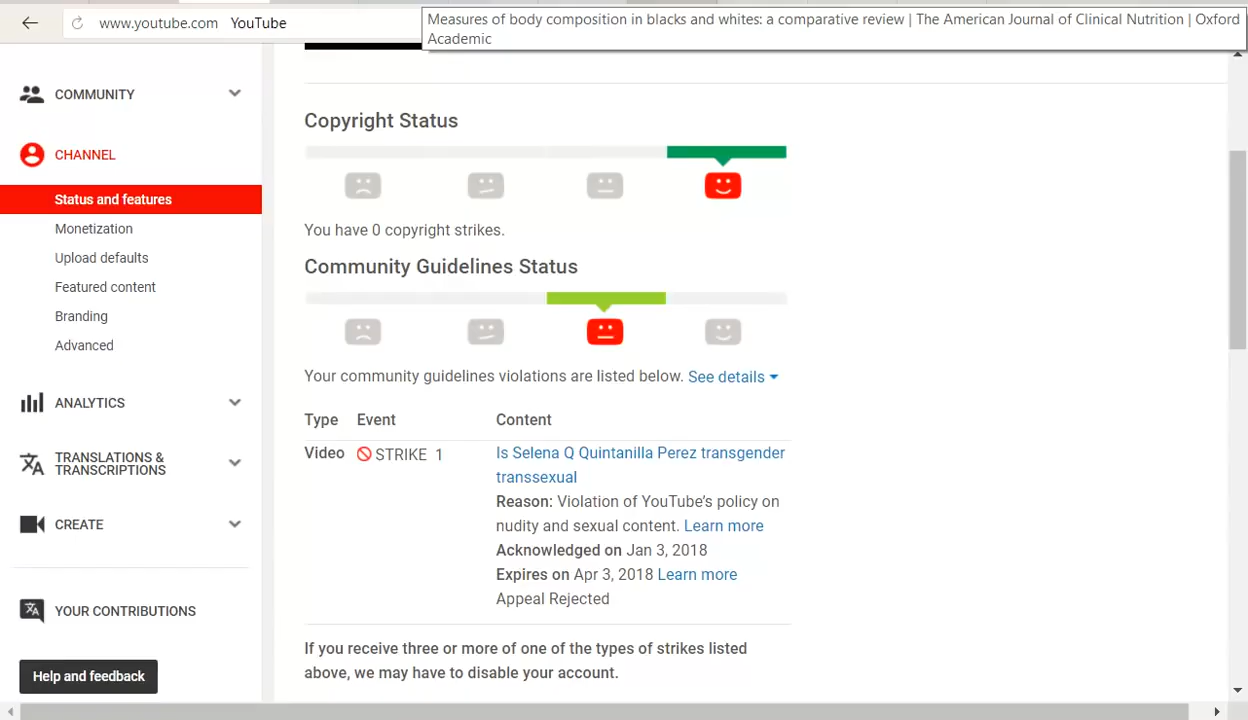 www.youtube.com YouTube
Measures of body composition in blacks and whites: a comparative review | The American Journal of Clinical Nutrition | Oxford
Academic
COMMUNITY
CHANNEL
Status and features
Monetization
Upload defaults
Featured content
Branding
Advanced
ANALYTICS
TRANSLATIONS &
TRANSCRIPTIONS
CREATE
YOUR CONTRIBUTIONS
Help and feedback
Copyright Status
You have 0 copyright strikes.
Community Guidelines Status
Your community guidelines violations are listed below. See details
Type Event Content
Video STRIKE 1 Is Selena Q Quintanilla Perez transgender
transsexual
Reason: Violation of YouTube's policy on
nudity and sexual content. Learn more
Acknowledged on Jan 3, 2018
Expires on Apr 3, 2018 Learn more
Appeal Rejected
If you receive three or more of one of the types of strikes listed
above, we may have to disable your account.